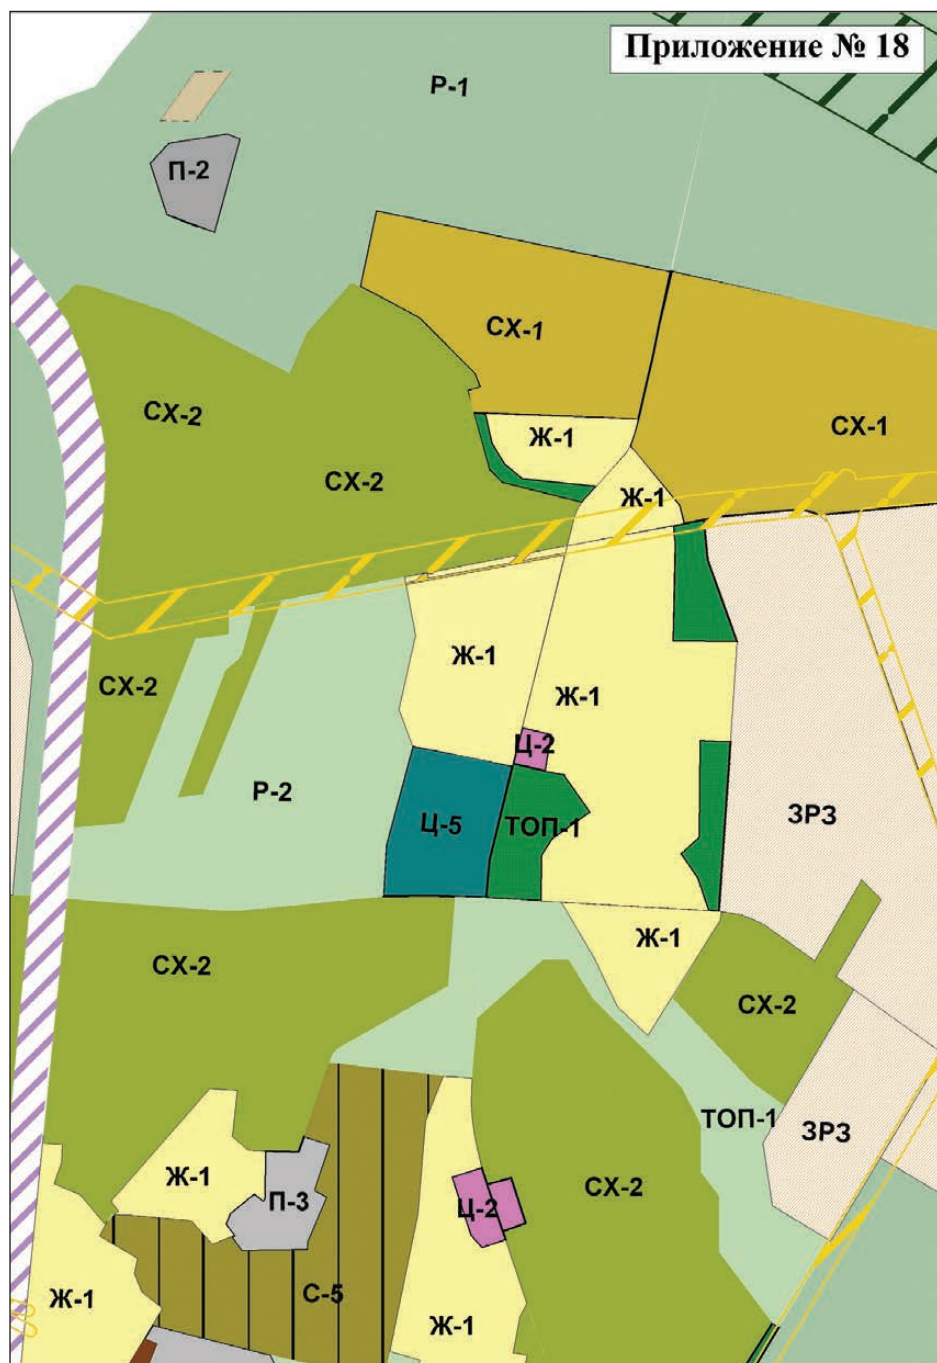 Приложение № 18
Р-1
П-2
СХ-1
СХ-2
СХ-1
Ж-1
СХ-2
Ж-1
Ж-1
СХ-2
Ж-1
Ц-2
Р-2
ЗРЗ
Ц-5
ТОП-1
Ж-1
СХ-2
СХ-2
ТОП-1
ЗРЗ
Ж-1
СХ-2
П-3
Ц-2
С-5
Ж-1
Ж-1